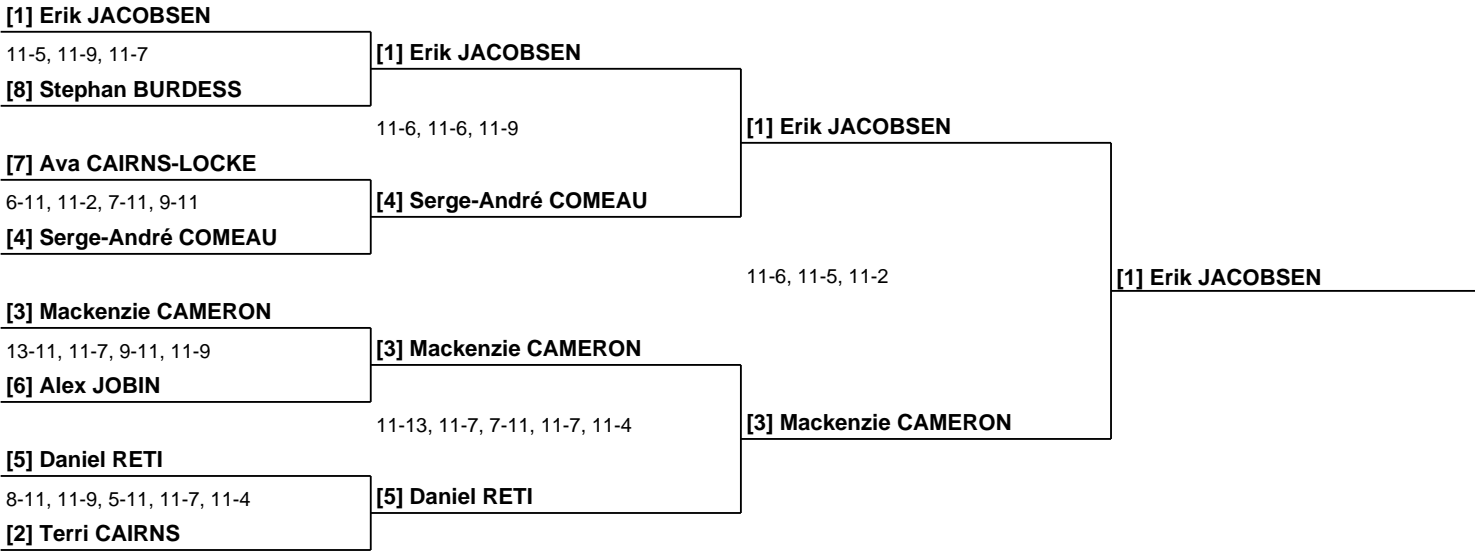 [1] Erik JACOBSEN
11-5, 11-9, 11-7
[1] Erik JACOBSEN
[8] Stephan BURDESS
11-6, 11-6, 11-9
[1] Erik JACOBSEN
[7] Ava CAIRNS-LOCKE
6-11, 11-2, 7-11, 9-11
[4] Serge-André COMEAU
[4] Serge-André COMEAU
11-6, 11-5, 11-2
[1] Erik JACOBSEN
[3] Mackenzie CAMERON
13-11, 11-7, 9-11, 11-9
[3] Mackenzie CAMERON
[6] Alex JOBIN
11-13, 11-7, 7-11, 11-7, 11-4
[3] Mackenzie CAMERON
[5] Daniel RETI
8-11, 11-9, 5-11, 11-7, 11-4
[5] Daniel RETI
[2] Terri CAIRNS